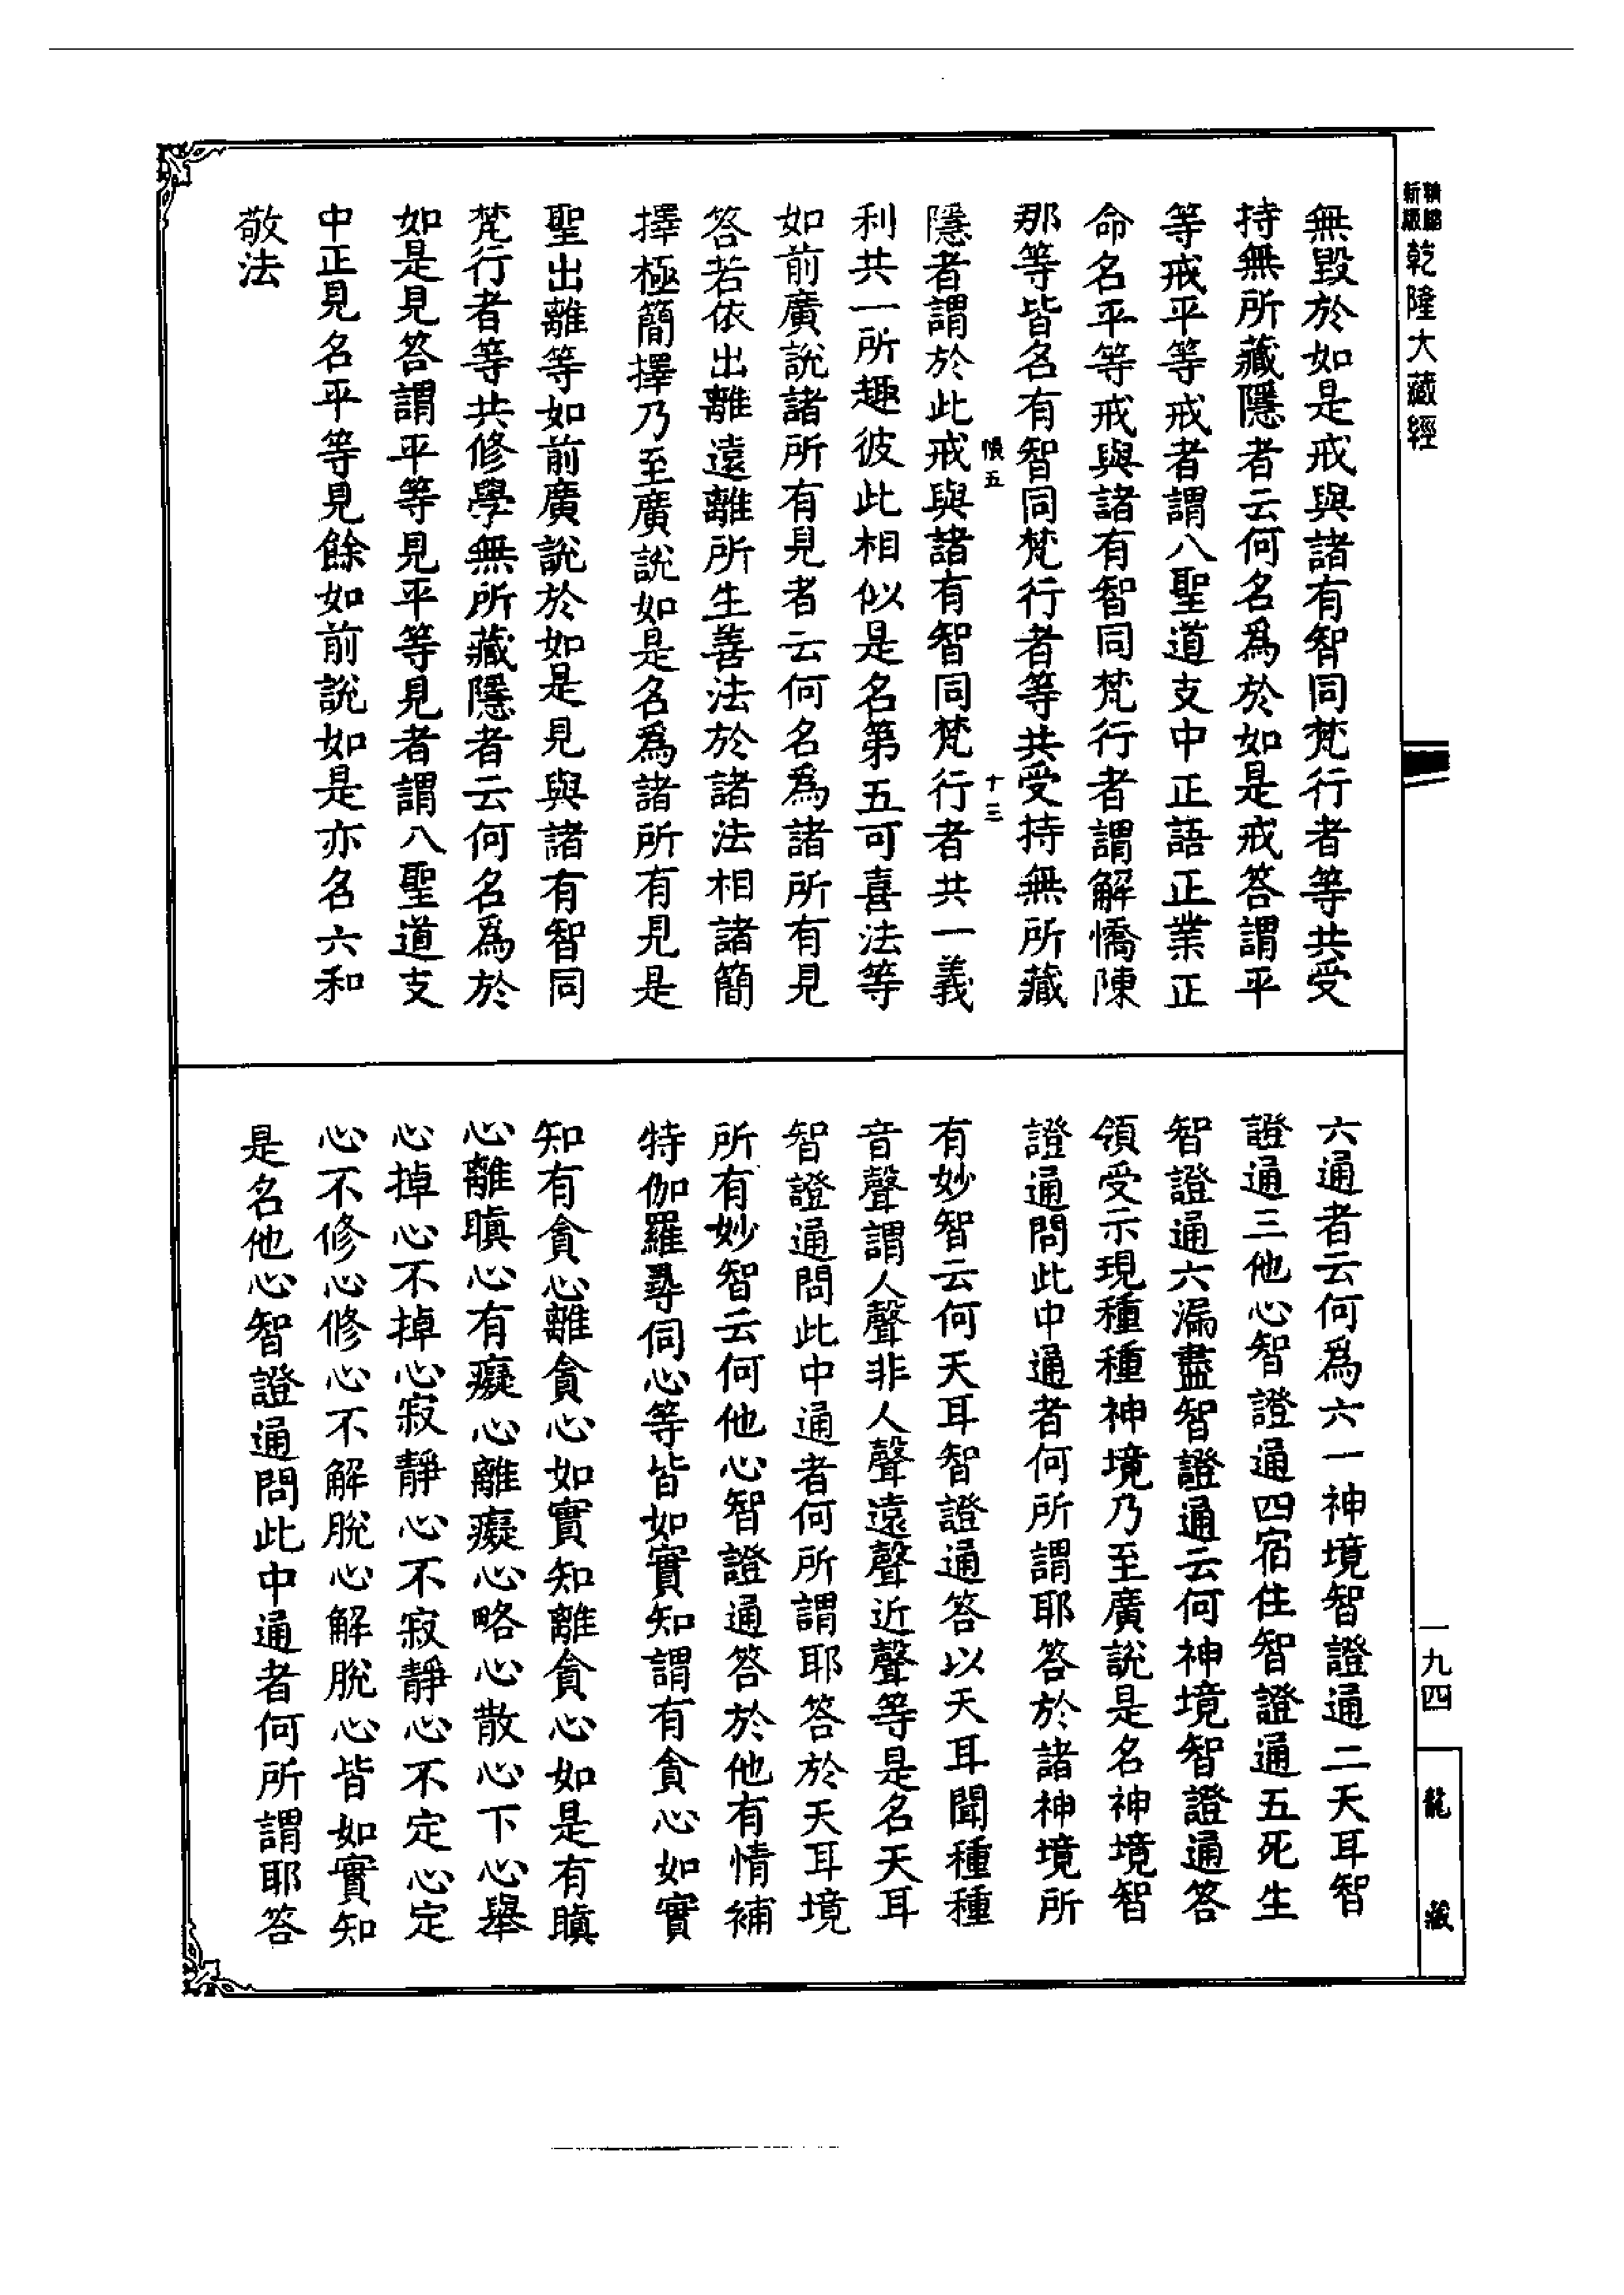 新編
縮版
乾隆大藏經
無毀於如是戒與諸有智同梵行者等共受
持無所藏隱者云何名爲於如是戒答謂平
等戒平等戒者謂八聖道支中正語正業正
命名平等戒與諸有智同梵行者謂解憍陳
那等皆名有智同梵行者等共受持無所藏
悵五
十三
隱者謂於此戒與諸有智同梵行者共一義
利共一所趣彼此相似是名第五可喜法等
如前廣說諸所有見者云何名爲諸所有見
答若依出離遠離所生善法於諸法相諸簡
擇極簡擇乃至廣說如是名爲諸所有見是
聖出離等如前廣說於如是見與諸有智同
梵行者等共修學無所藏隱者云何名爲於
如是見答謂平等見平等見者謂八聖道支
中正見名平等見餘如前說如是亦名六和
敬法
六通者云何爲六一神境智證通二天耳智
證通三他心智證通四宿住智證通五死生
智證通六漏盡智證通云何神境智證通答
領受示現種種神境乃至廣說是名神境智
證通問此中通者何所謂耶答於諸神境所
有妙智云何天耳智證通答以天耳聞種種
音聲謂人聲非人聲遠聲近聲等是名天耳
智證通問此中通者何所謂耶答於天耳境
所有妙智云何他心智證通答於他有情補
特伽羅尋伺心等皆如實知謂有貪心如實
知有貪心離貪心如實知離貪心如是有瞋
心離瞋心有癡心離癡心略心散心下心舉
心掉心不掉心寂靜心不寂靜心不定心定
心不修心修心不解脫心解脫心皆如實知
是名他心智證通問此中通者何所謂耶答
一九四
龍藏